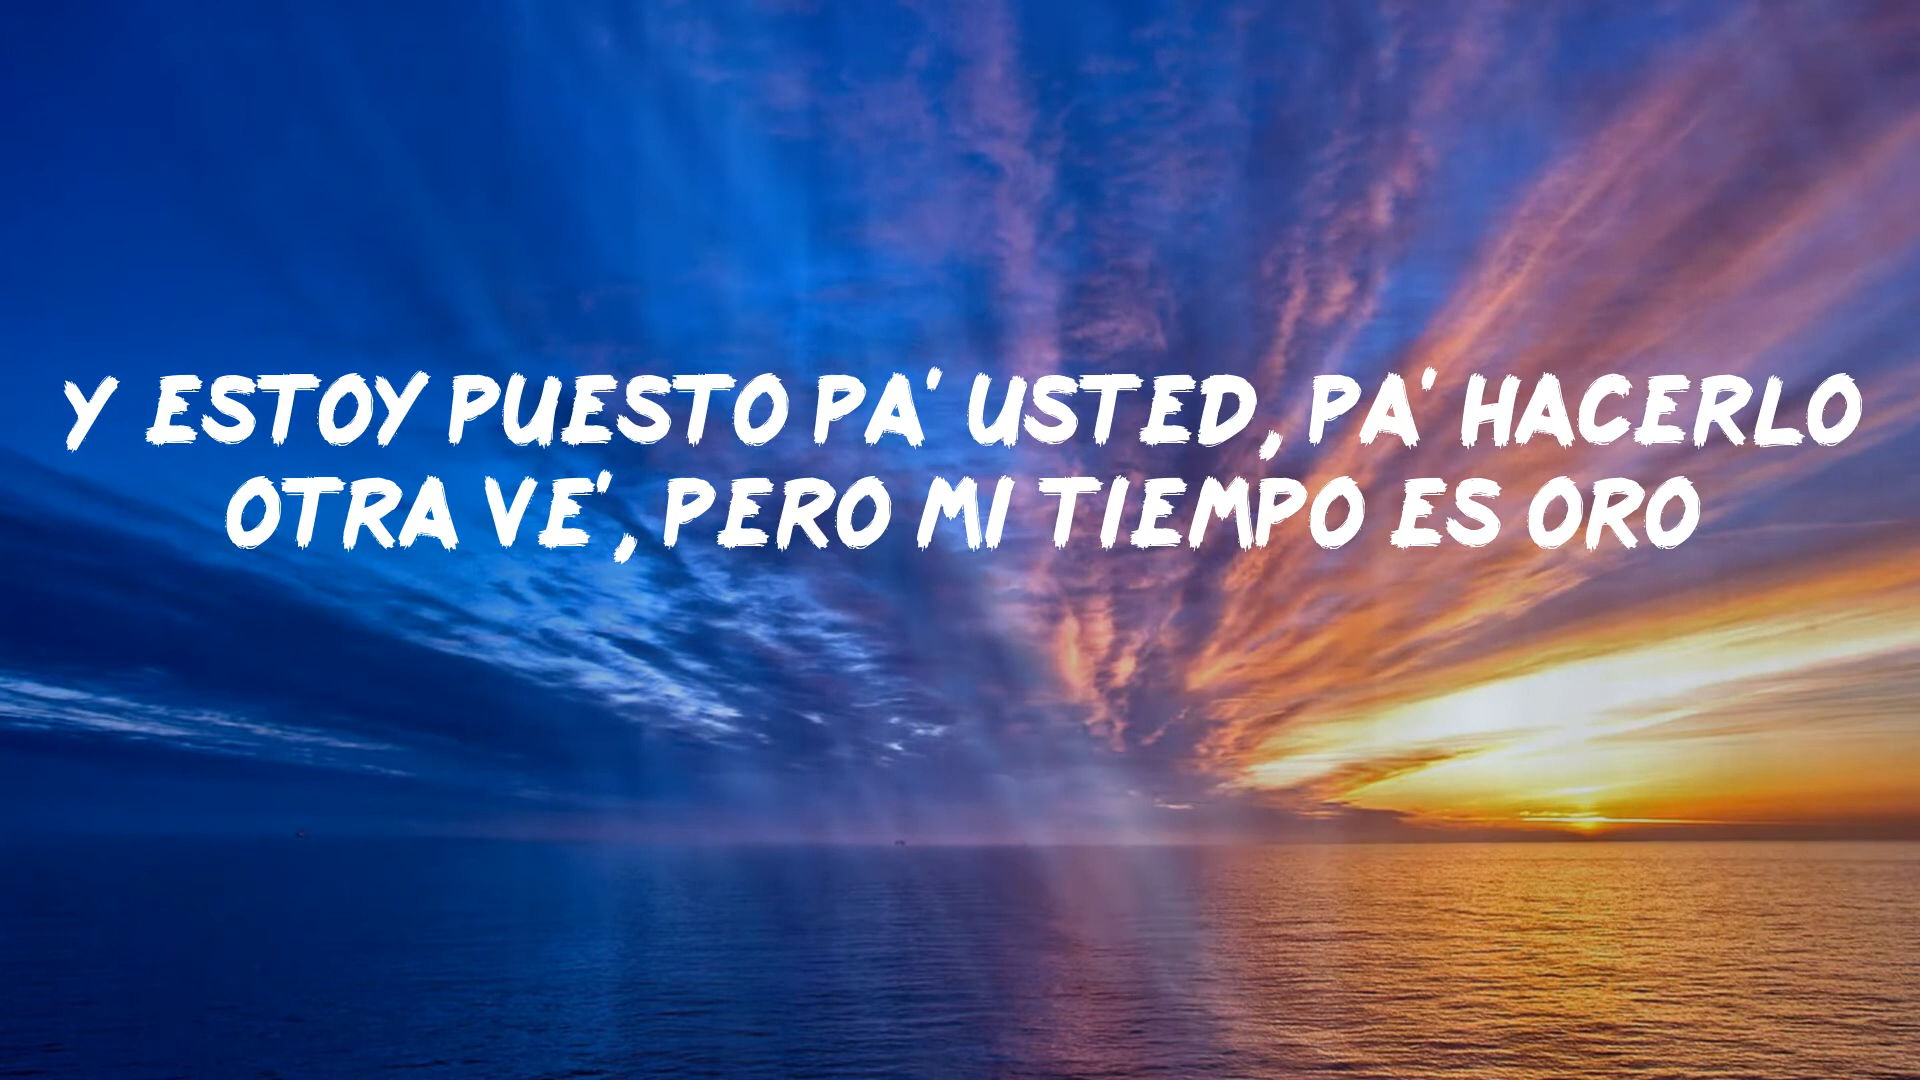 Y ESTOY PUESTO PA' USTED, PA' HACERLO
OTRA VE', PERO MI TIEMPO ES ORO